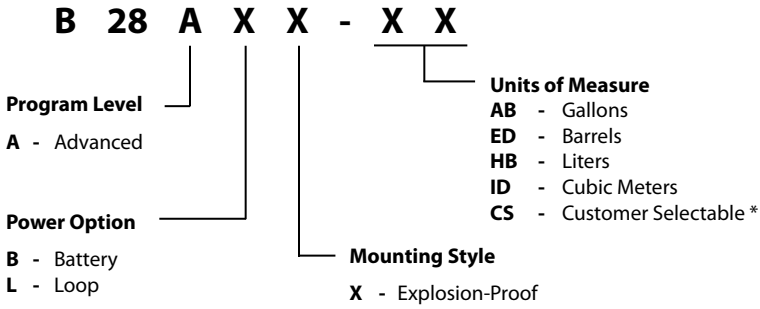 B 28 A X X - X X
Program Level
A - Advanced
Power Option
B - Battery
L - Loop
Mounting Style
X - Explosion-Proof
Units of Measure
AB - Gallons
ED - Barrels
HB - Liters
ID - Cubic Meters
CS - Customer Selectable *